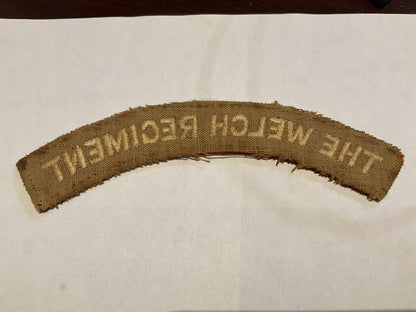 THE WELCH REGIMENT